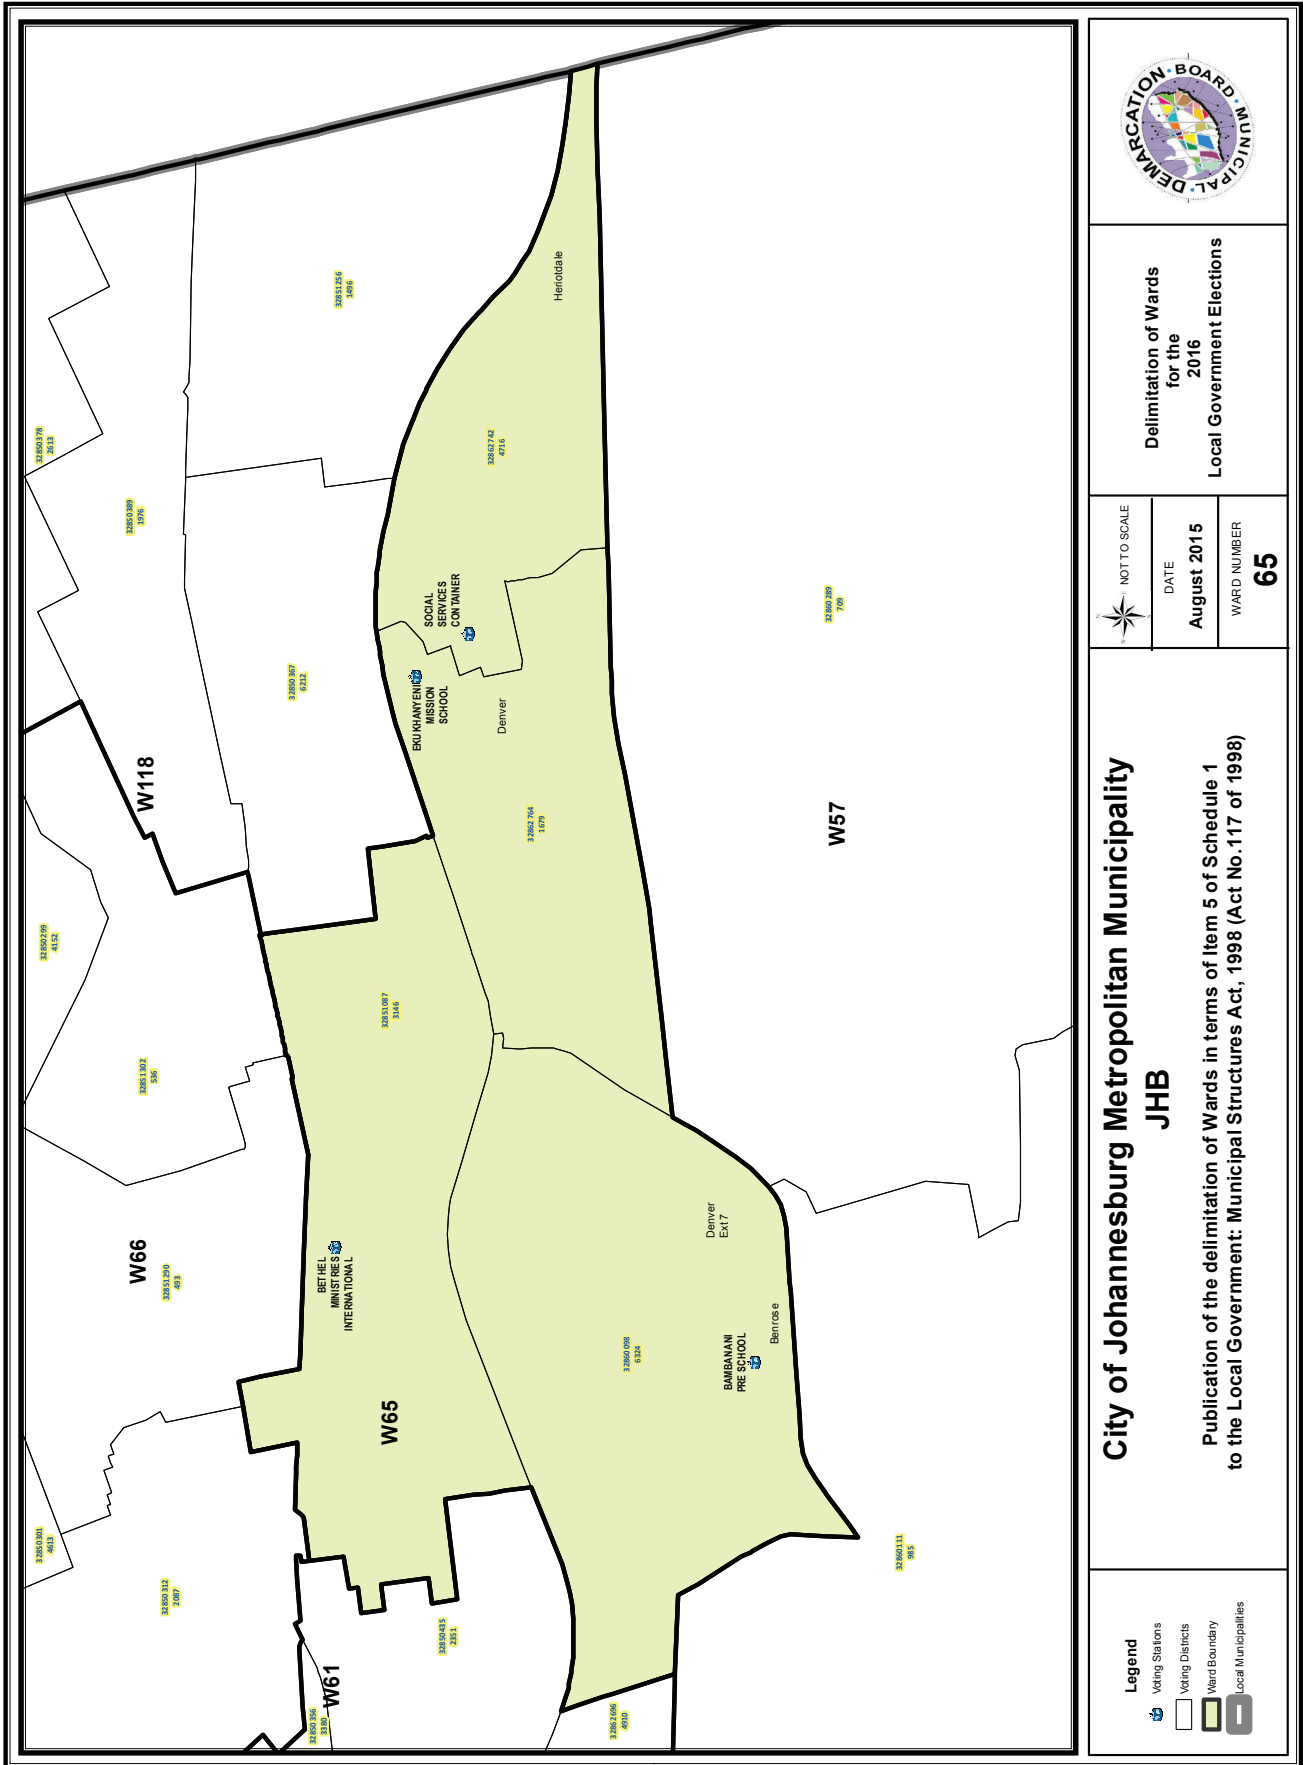 32850301
4613
32850312
2087
32850356
3380
W61
32850435
2351
32862696
4910
W66
32851290
493
32851302
536
32850299
4152
W118
32850378
2613
32850389
1976
32850367
6212
32851256
1496
BETHEL
MINISTRIES
INTERNATIONAL
W65
32851087
3146
EKUKHANYENI
MISSION
SCHOOL
SOCIAL
SERVICES
CONTAINER
32862742
4716
Heriotdale
Denver
32862764
1679
32860098
6324
Denver
Ext 7
BAMBANANI
PRE SCHOOL
Benrose
32860111
985
W57
32860289
709
Legend
Voting Stations
Voting Districts
Ward Boundary
Local Municipalities
City of Johannesburg Metropolitan Municipality
JHB
Publication of the delimitation of Wards in terms of Item 5 of Schedule 1
to the Local Government: Municipal Structures Act, 1998 (Act No.117 of 1998)
NOT TO SCALE
DATE
August 2015
WARD NUMBER
65
Delimitation of Wards
for the
2016
Local Government Elections
MUNICIPAL · DEMARCATION · BOARD ·